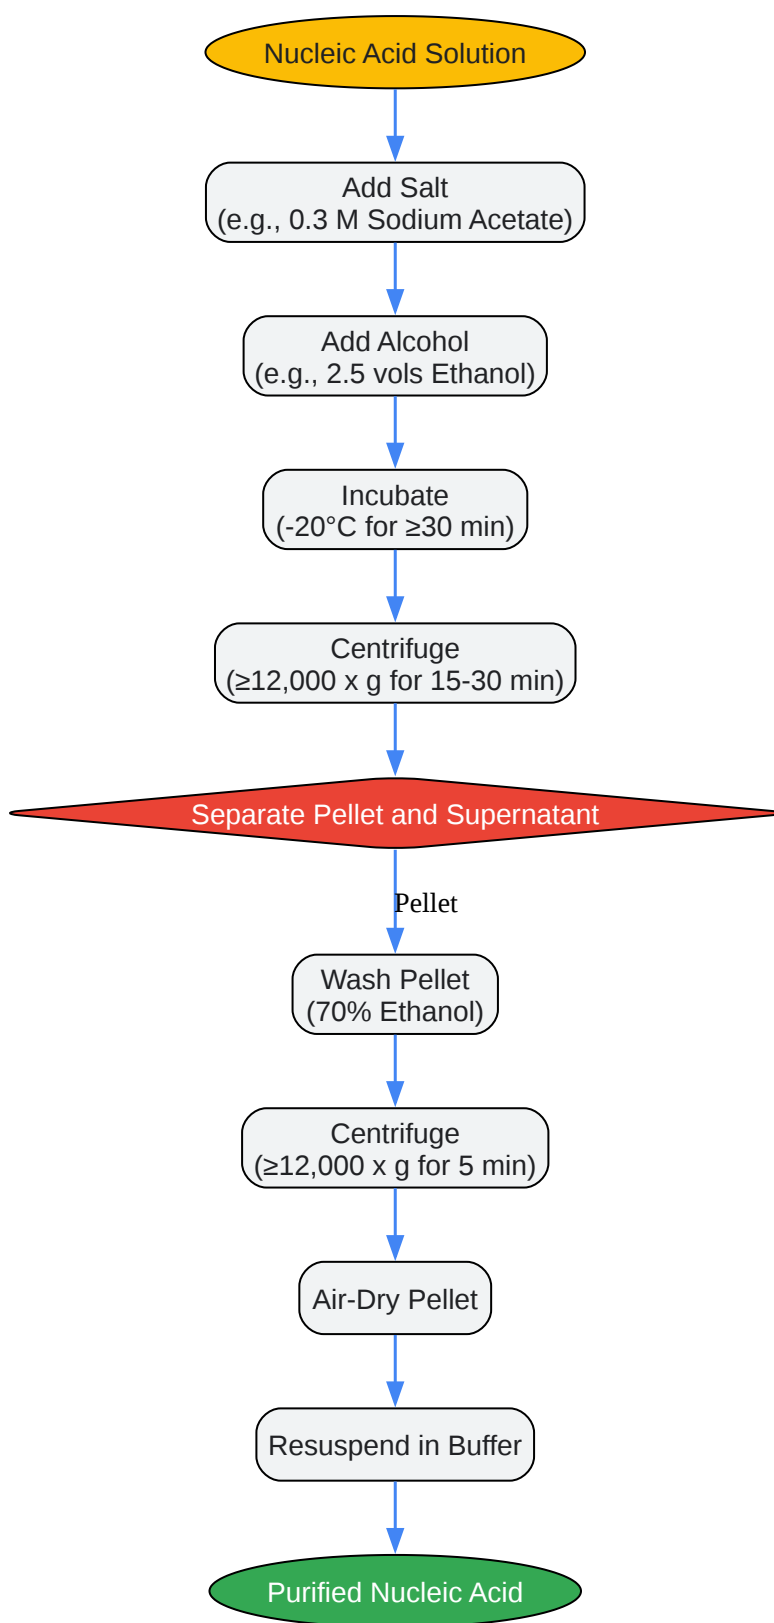 Nucleic Acid Solution
Add Salt
(e.g., 0.3 M Sodium Acetate)
Add Alcohol
(e.g., 2.5 vols Ethanol)
Incubate
(-20°C for ≥30 min)
Centrifuge
(≥12,000 x g for 15-30 min)
Separate Pellet and Supernatant
Pellet
Wash Pellet
(70% Ethanol)
Centrifuge
(≥12,000 x g for 5 min)
Air-Dry Pellet
Resuspend in Buffer
Purified Nucleic Acid